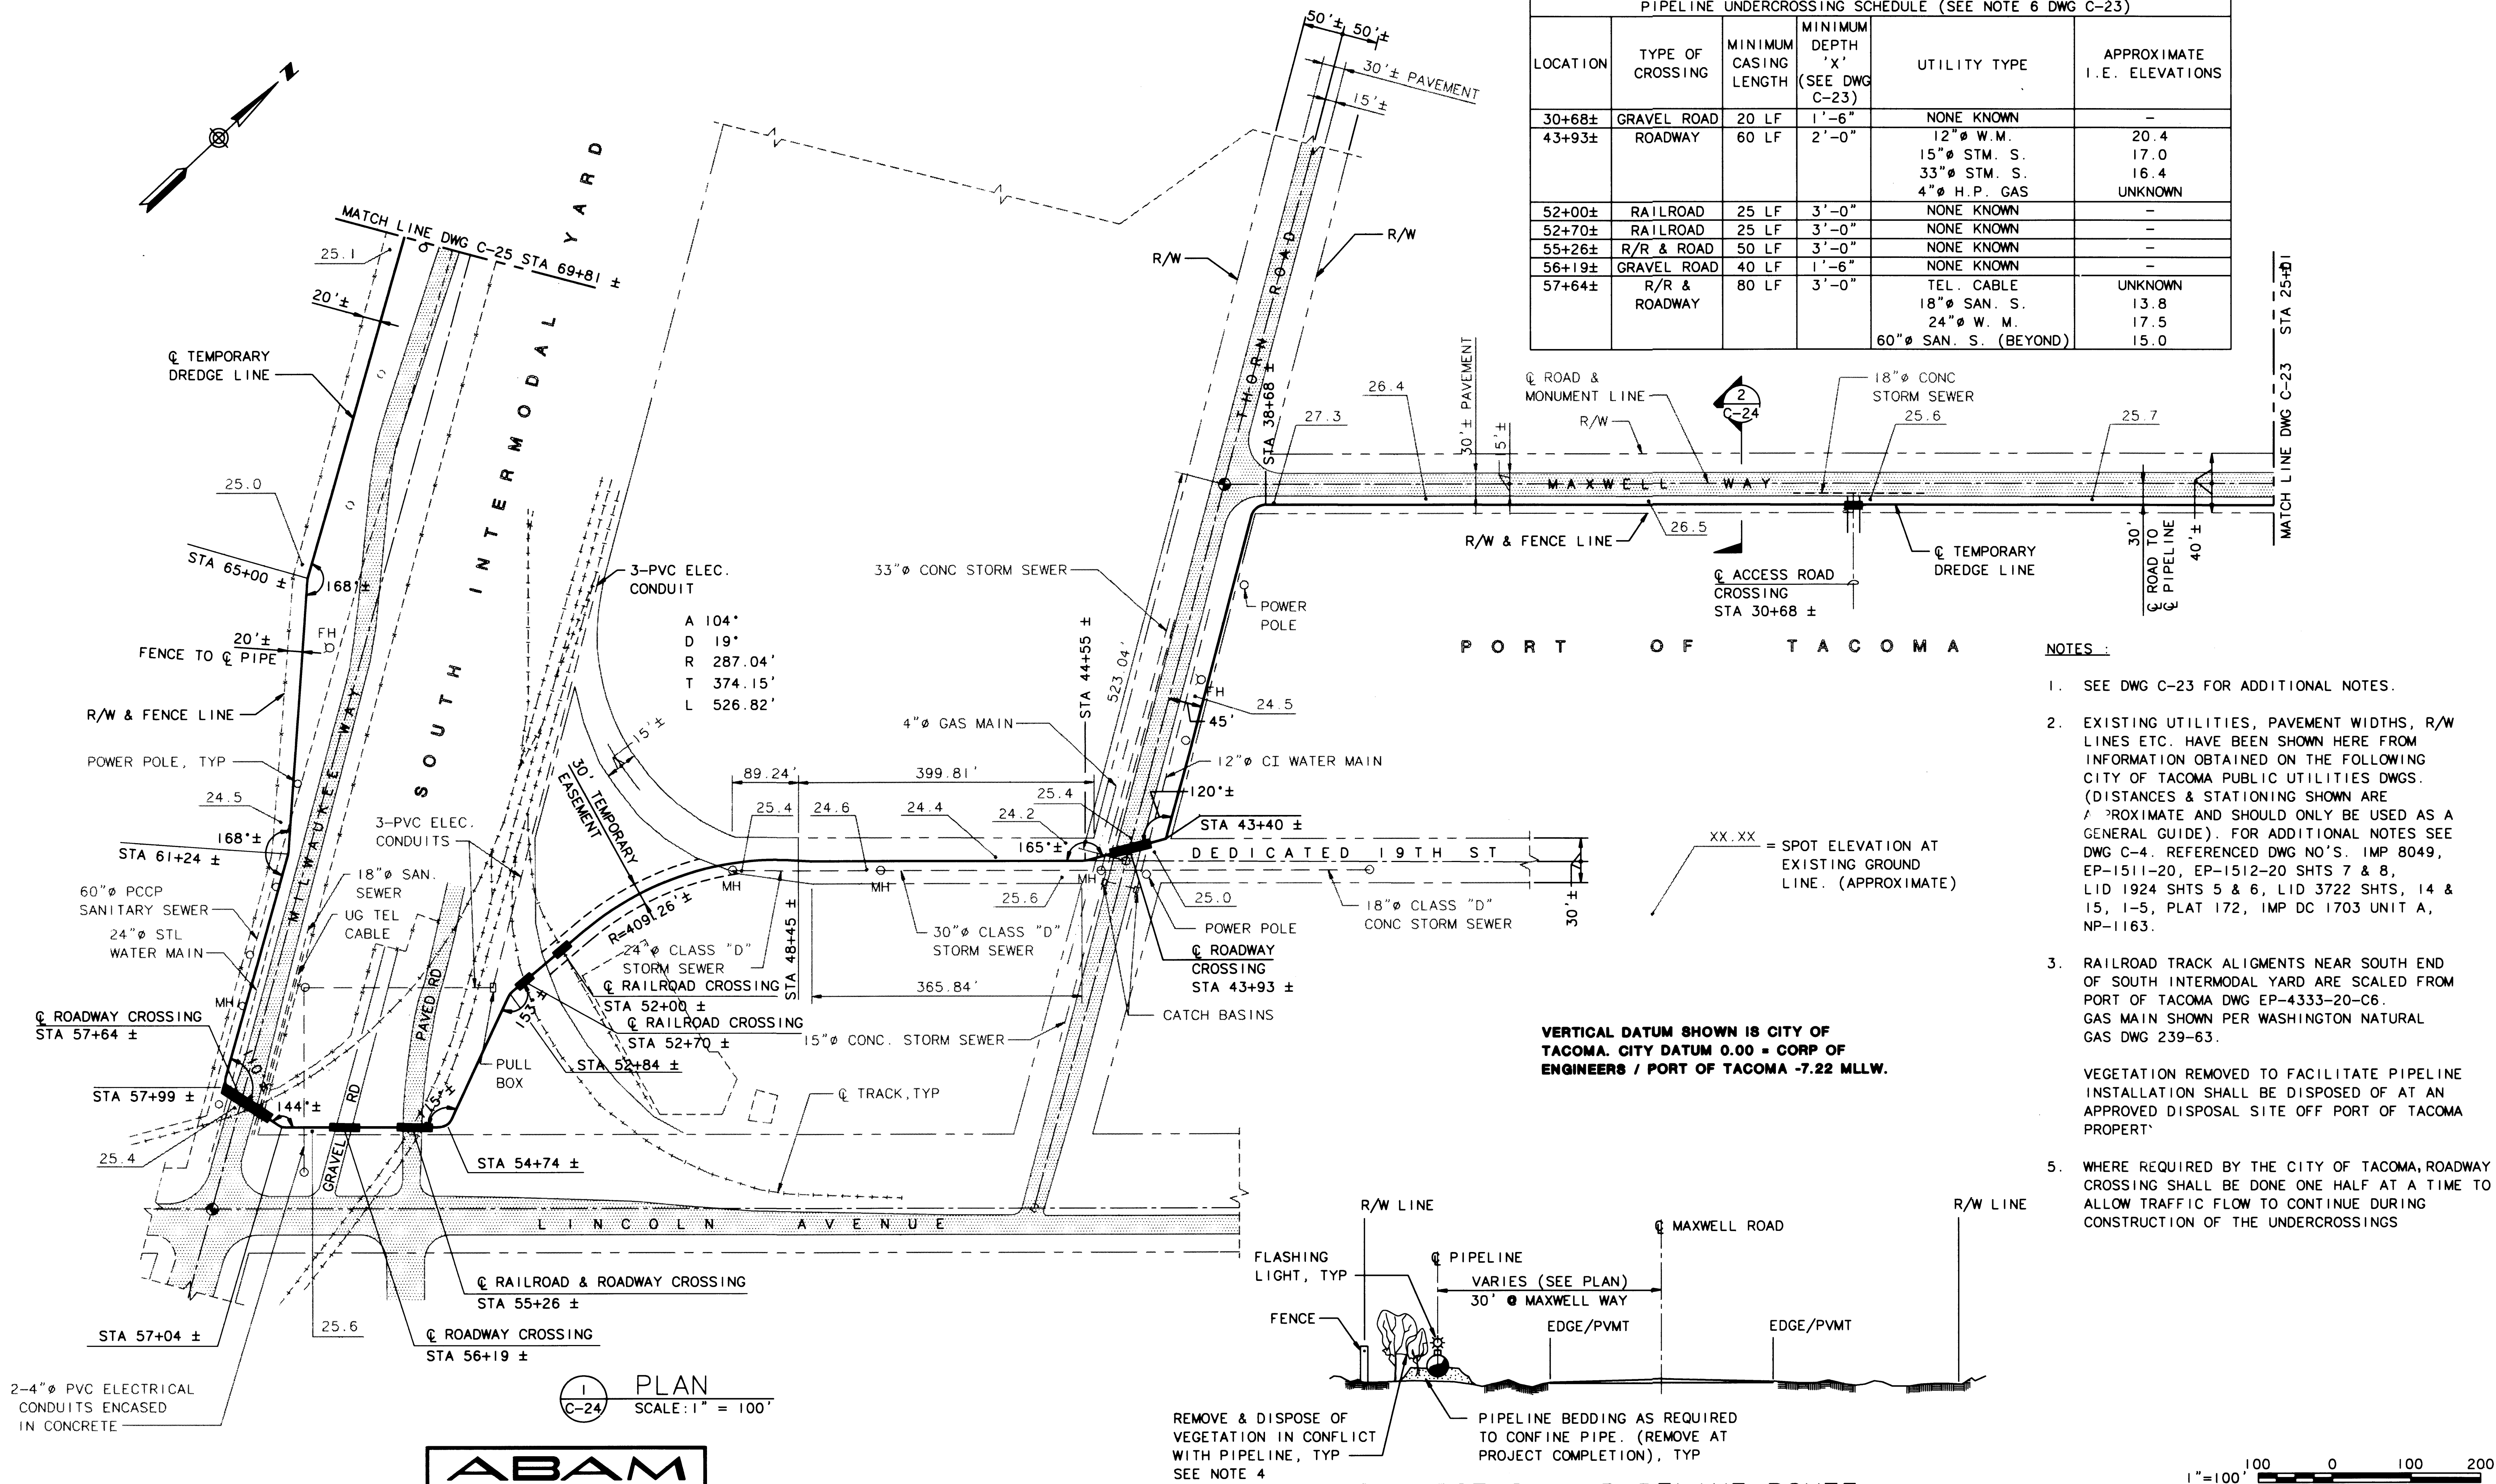 PIPELINE UNDERCROSSING SCHEDULE (SEE NOTE 6 DWG C-23)
LOCATION
TYPE OF
CROSSING
MINIMUM
CASING
LENGTH
MINIMUM
DEPTH
'X'
(SEE DWG
C-23)
UTILITY TYPE
APPROXIMATE
I.E. ELEVATIONS
30+68± GRAVEL ROAD 20 LF 1'-6" NONE KNOWN -
43+93± ROADWAY 60 LF 2'-0" 12"ø W.M. 20.4
15"ø STM. S. 17.0
33"ø STM. S. 16.4
4"ø H.P. GAS UNKNOWN
52+00± RAILROAD 25 LF 3'-0" NONE KNOWN -
52+70± RAILROAD 25 LF 3'-0" NONE KNOWN -
55+26± R/R & ROAD 50 LF 3'-0" NONE KNOWN -
56+19± GRAVEL ROAD 40 LF 1'-6" NONE KNOWN -
57+64± R/R & 80 LF 3'-0" TEL. CABLE UNKNOWN
ROADWAY 18"ø SAN. S. 13.8
24"ø W. M. 17.5
60"ø SAN. S. (BEYOND) 15.0
50'± 50'±
30'± PAVEMENT
15'±
N
MATCH LINE DWG C-25 STA 69+81 ±
25.1
20'±
℄ TEMPORARY
DREDGE LINE
25.0
STA 65+00 ±
168°±
FH
20'±
FENCE TO ℄ PIPE
R/W & FENCE LINE
POWER POLE, TYP
24.5
168°±
STA 61+24 ±
60"ø PCCP
SANITARY SEWER
24"ø STL
WATER MAIN
MH
℄ ROADWAY CROSSING
STA 57+64 ±
STA 57+99 ±
25.4
STA 57+04 ±
2-4"ø PVC ELECTRICAL
CONDUITS ENCASED
IN CONCRETE
SOUTH INTERMODAL YARD
MILWAUKEE WAY
3-PVC ELEC.
CONDUITS
18"ø SAN.
SEWER
UG TEL
CABLE
PAVED RD
GRAVEL RD
144°±
25.6
PULL
BOX
STA 54+74 ±
LINCOLN AVENUE
℄ RAILROAD & ROADWAY CROSSING
STA 55+26 ±
℄ ROADWAY CROSSING
STA 56+19 ±
3-PVC ELEC.
CONDUIT
A 104°
D 19°
R 287.04'
T 374.15'
L 526.82'
15'±
30' TEMPORARY
EASEMENT
R=409.26'±
153°±
24"ø CLASS "D"
STORM SEWER
℄ RAILROAD CROSSING
STA 52+00 ±
℄ RAILROAD CROSSING
STA 52+70 ±
STA 52+84 ±
℄ TRACK,TYP
89.24'
399.81'
25.4
24.6
24.4
24.2
MH
MH
MH
STA 48+45 ±
365.84'
25.6
30"ø CLASS "D"
STORM SEWER
15"ø CONC. STORM SEWER
33"ø CONC STORM SEWER
4"ø GAS MAIN
STA 44+55 ±
523.04'
25.4
165°±
R/W
R/W
THORN ROAD
STA 38+68 ±
POWER
POLE
FH
24.5
45'
12"ø CI WATER MAIN
120°±
STA 43+40 ±
DEDICATED 19TH ST
25.0
POWER POLE
℄ ROADWAY
CROSSING
STA 43+93 ±
CATCH BASINS
18"ø CLASS "D"
CONC STORM SEWER
30'±
27.3
26.4
30'± PAVEMENT
15'±
℄ ROAD &
MONUMENT LINE
R/W
2
C-24
18"ø CONC
STORM SEWER
25.6
25.7
MAXWELL WAY
R/W & FENCE LINE
26.5
℄ ACCESS ROAD
CROSSING
STA 30+68 ±
℄ TEMPORARY
DREDGE LINE
30'
℄ ROAD TO
℄ PIPELINE
40'±
MATCH LINE DWG C-23
PORT OF TACOMA
XX.XX = SPOT ELEVATION AT
EXISTING GROUND
LINE. (APPROXIMATE)
VERTICAL DATUM SHOWN IS CITY OF
TACOMA. CITY DATUM 0.00 = CORP OF
ENGINEERS / PORT OF TACOMA -7.22 MLLW.
NOTES :
1. SEE DWG C-23 FOR ADDITIONAL NOTES.
2. EXISTING UTILITIES, PAVEMENT WIDTHS, R/W
LINES ETC. HAVE BEEN SHOWN HERE FROM
INFORMATION OBTAINED ON THE FOLLOWING
CITY OF TACOMA PUBLIC UTILITIES DWGS.
(DISTANCES & STATIONING SHOWN ARE
A PROXIMATE AND SHOULD ONLY BE USED AS A
GENERAL GUIDE). FOR ADDITIONAL NOTES SEE
DWG C-4. REFERENCED DWG NO'S. IMP 8049,
EP-1511-20, EP-1512-20 SHTS 7 & 8,
LID 1924 SHTS 5 & 6, LID 3722 SHTS, 14 &
15, 1-5, PLAT 172, IMP DC 1703 UNIT A,
NP-1163.
3. RAILROAD TRACK ALIGMENTS NEAR SOUTH END
OF SOUTH INTERMODAL YARD ARE SCALED FROM
PORT OF TACOMA DWG EP-4333-20-C6.
GAS MAIN SHOWN PER WASHINGTON NATURAL
GAS DWG 239-63.
VEGETATION REMOVED TO FACILITATE PIPELINE
INSTALLATION SHALL BE DISPOSED OF AT AN
APPROVED DISPOSAL SITE OFF PORT OF TACOMA
PROPERT
5. WHERE REQUIRED BY THE CITY OF TACOMA, ROADWAY
CROSSING SHALL BE DONE ONE HALF AT A TIME TO
ALLOW TRAFFIC FLOW TO CONTINUE DURING
CONSTRUCTION OF THE UNDERCROSSINGS
R/W LINE
℄ MAXWELL ROAD
R/W LINE
FLASHING
LIGHT, TYP
℄ PIPELINE
VARIES (SEE PLAN)
30' @ MAXWELL WAY
FENCE
EDGE/PVMT
EDGE/PVMT
REMOVE & DISPOSE OF
VEGETATION IN CONFLICT
WITH PIPELINE, TYP
SEE NOTE 4
PIPELINE BEDDING AS REQUIRED
TO CONFINE PIPE. (REMOVE AT
PROJECT COMPLETION), TYP
1
C-24
PLAN
SCALE: 1" = 100'
ABAM
1"=100'
100 0 100 200